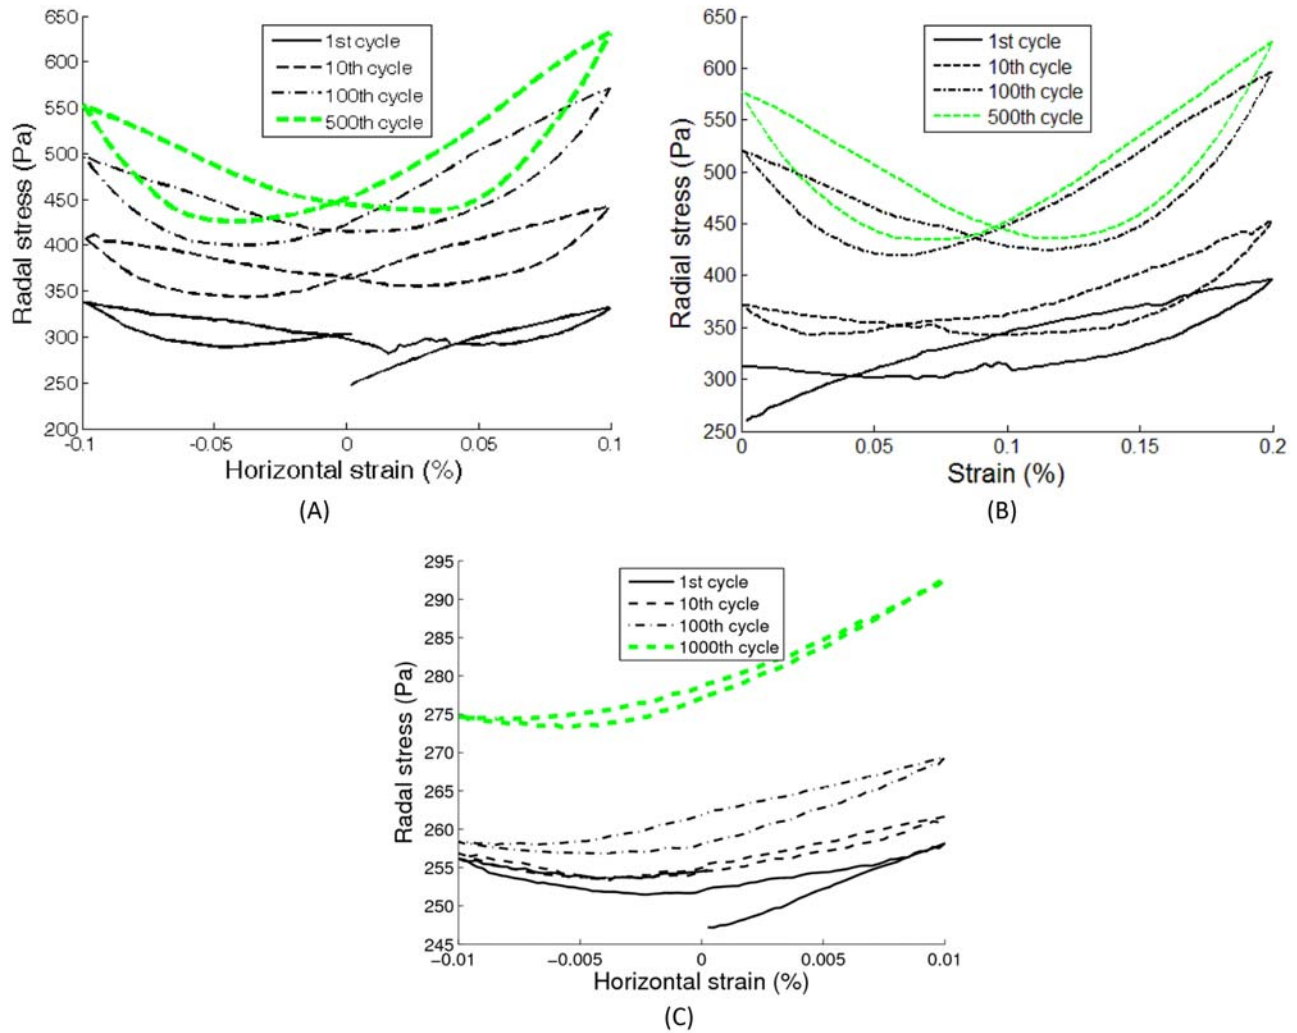 650
600
550
500
450
400
350
300
250
200
Radal stress (Pa)
1st cycle
10th cycle
100th cycle
500th cycle
-0.1
-0.05
0
0.05
0.1
Horizontal strain (%)
(A)
650
600
550
500
450
400
350
300
250
Radial stress (Pa)
1st cycle
10th cycle
100th cycle
500th cycle
0
0.05
0.1
0.15
0.2
Strain (%)
(B)
295
290
285
280
275
270
265
260
255
250
245
Radal stress (Pa)
1st cycle
10th cycle
100th cycle
1000th cycle
−0.01
−0.005
0
0.005
0.01
Horizontal strain (%)
(C)